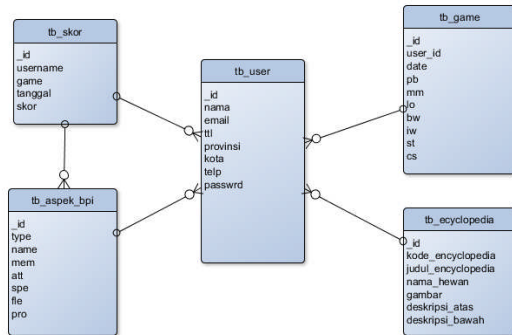 tb_skor
_id
username
game
tanggal
skor
tb_user
_id
nama
email
ttl
provinsi
kota
telp
passwrd
tb_game
_id
user_id
date
pb
mm
lo
bw
iw
st
cs
tb_aspek_bpi
_id
type
name
mem
att
spe
fle
pro
tb_ecyclopedia
_id
kode_encyclopedia
judul_encyclopedia
nama_hewan
gambar
deskripsi_atas
deskripsi_bawah